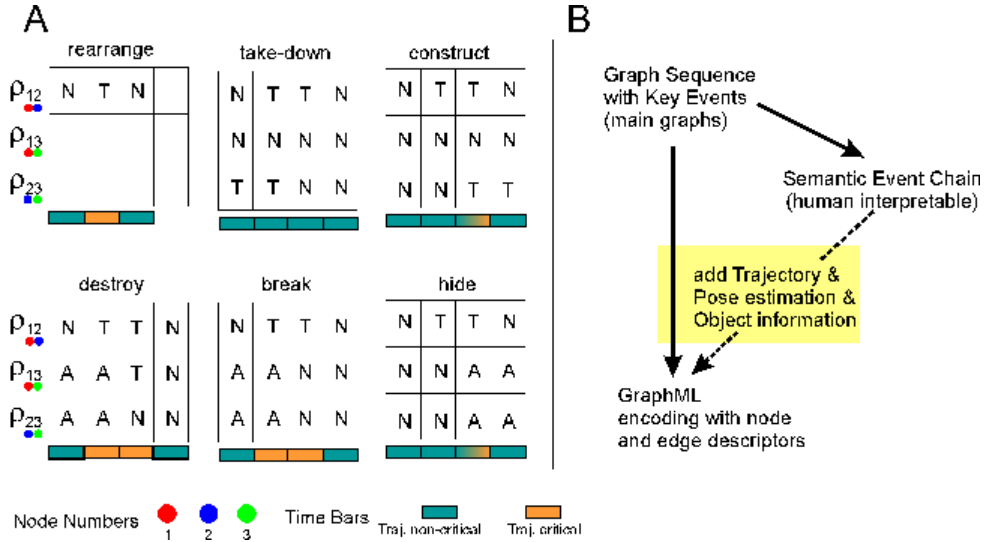 A
B
rearrange
take-down
construct
ρ12 N T N
ρ13
ρ23
N T T N
N N N N
T T N N
N T T N
N N N N
N N T T
destroy
break
hide
ρ12 N T T N
ρ13 A A T N
ρ23 A A N N
N T T N
A A N N
A A N N
N T T N
N N A A
N N A A
Graph Sequence
with Key Events
(main graphs)
Semantic Event Chain
(human interpretable)
add Trajectory &
Pose estimation &
Object information
GraphML
encoding with node
and edge descriptors
Node Numbers
1 2 3
Time Bars
Traj. non-critical
Traj. critical